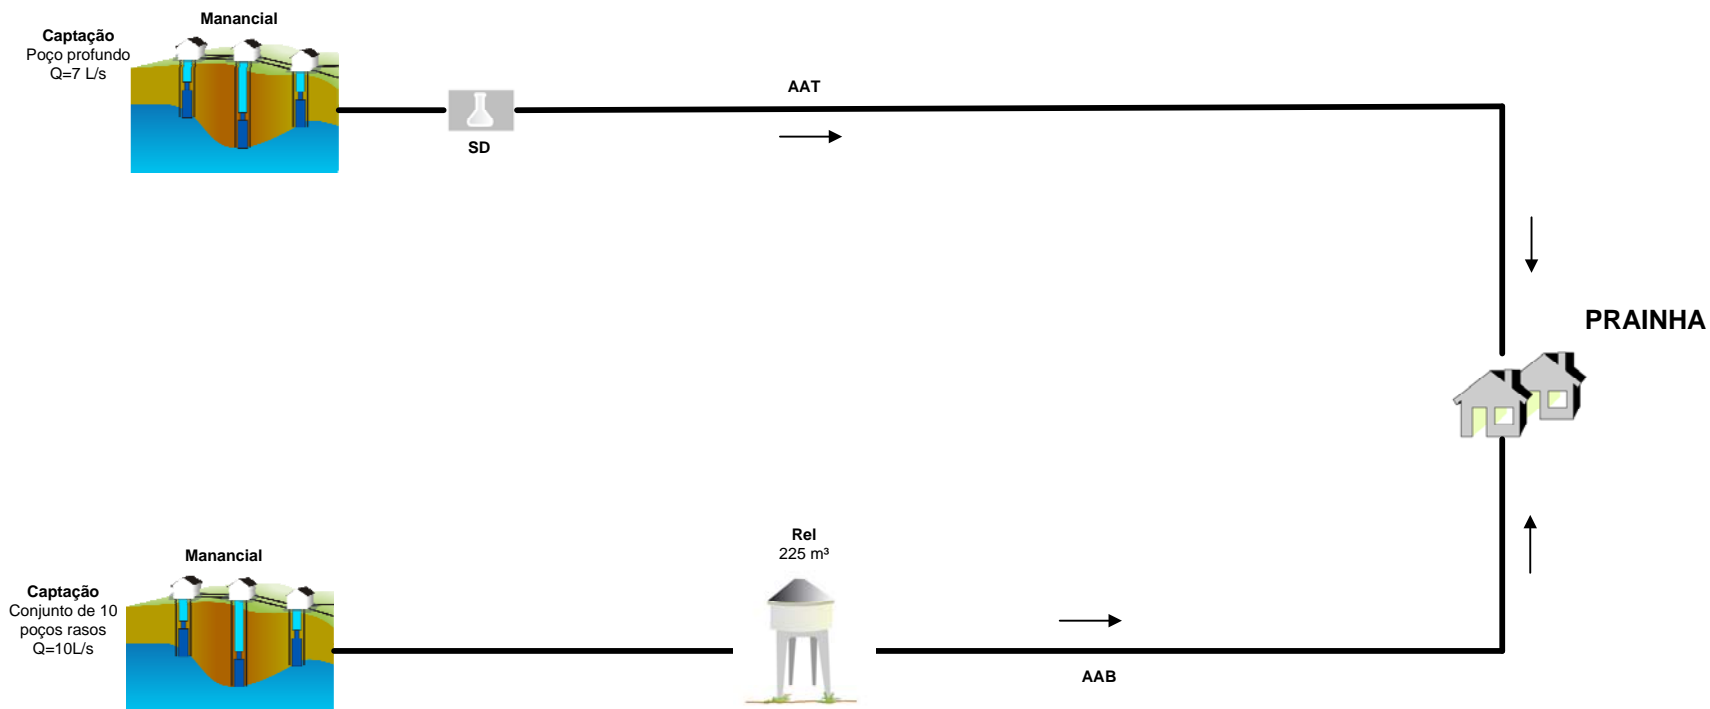 Manancial
Captação
Poço profundo
Q=7 L/s
AAT
SD
PRAINHA
Rel
225 m³
Manancial
Captação
Conjunto de 10
poços rasos
Q=10L/s
AAB